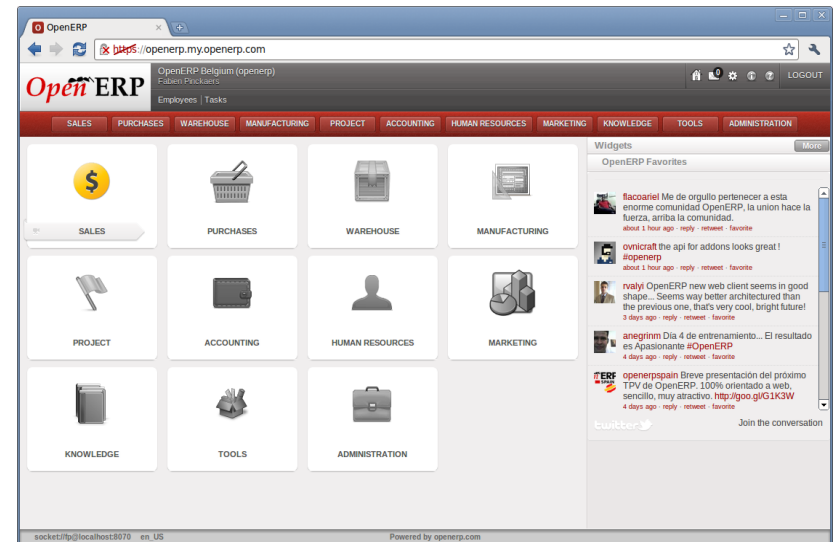 OpenERP
https://openerp.my.openerp.com
Open ERP
OpenERP Belgium (openerp)
Fabien Pinckaers
Employees | Tasks
0
LOGOUT
SALES PURCHASES WAREHOUSE MANUFACTURING PROJECT ACCOUNTING HUMAN RESOURCES MARKETING KNOWLEDGE TOOLS ADMINISTRATION
SALES PURCHASES WAREHOUSE MANUFACTURING
PROJECT ACCOUNTING HUMAN RESOURCES MARKETING
KNOWLEDGE TOOLS ADMINISTRATION
Widgets More
OpenERP Favorites
flacoariel Me de orgullo pertenecer a esta
enorme comunidad OpenERP, la union hace la
fuerza, arriba la comunidad.
about 1 hour ago · reply · retweet · favorite
ovnicraft the api for addons looks great !
#openerp
about 1 hour ago · reply · retweet · favorite
rvalyi OpenERP new web client seems in good
shape... Seems way better architectured than
the previous one, that's very cool, bright future!
3 days ago · reply · retweet · favorite
anegrinm Día 4 de entrenamiento... El resultado
es Apasionante #OpenERP
4 days ago · reply · retweet · favorite
openerpspain Breve presentación del próximo
TPV de OpenERP. 100% orientado a web,
sencillo, muy atractivo. http://goo.gl/G1K3W
4 days ago · reply · retweet · favorite
twitter Join the conversation
socket://fp@localhost:8070 en_US Powered by openerp.com